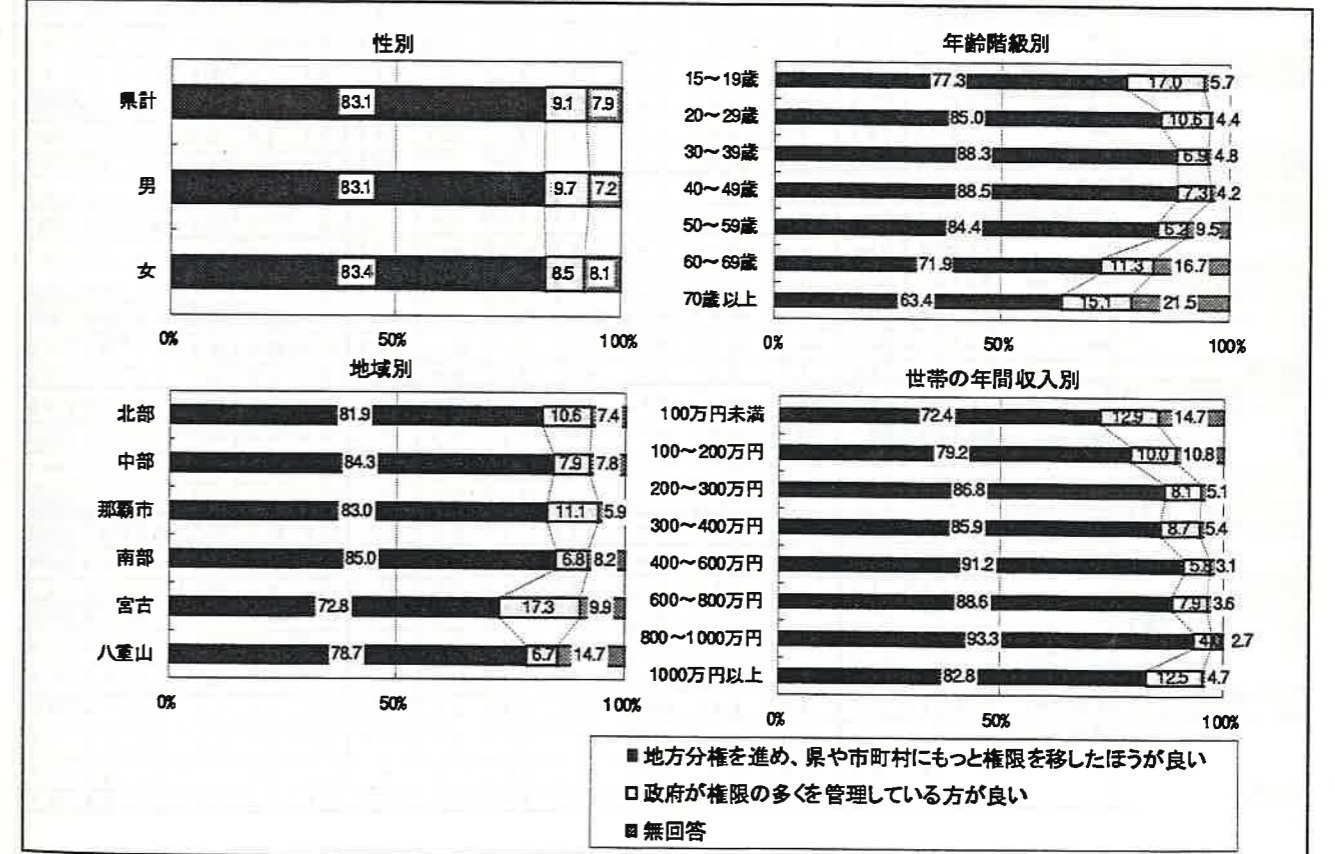 性別
県計 83.1 9.1 7.9
男 83.1 9.7 7.2
女 83.4 8.5 8.1
0% 50% 100%
年齢階級別
15〜19歳 77.3 17.0 5.7
20〜29歳 85.0 10.6 4.4
30〜39歳 88.3 6.9 4.8
40〜49歳 88.5 7.3 4.2
50〜59歳 84.4 6.2 9.5
60〜69歳 71.9 11.3 16.7
70歳以上 63.4 15.1 21.5
0% 50% 100%
地域別
北部 81.9 10.6 7.4
中部 84.3 7.9 7.8
那覇市 83.0 11.1 5.9
南部 85.0 6.8 8.2
宮古 72.8 17.3 9.9
八重山 78.7 6.7 14.7
0% 50% 100%
世帯の年間収入別
100万円未満 72.4 12.9 14.7
100〜200万円 79.2 10.0 10.8
200〜300万円 86.8 8.1 5.1
300〜400万円 85.9 8.7 5.4
400〜600万円 91.2 5.8 3.1
600〜800万円 88.6 7.9 3.6
800〜1000万円 93.3 4.0 2.7
1000万円以上 82.8 12.5 4.7
0% 50% 100%
地方分権を進め、県や市町村にもっと権限を移したほうが良い
政府が権限の多くを管理している方が良い
無回答